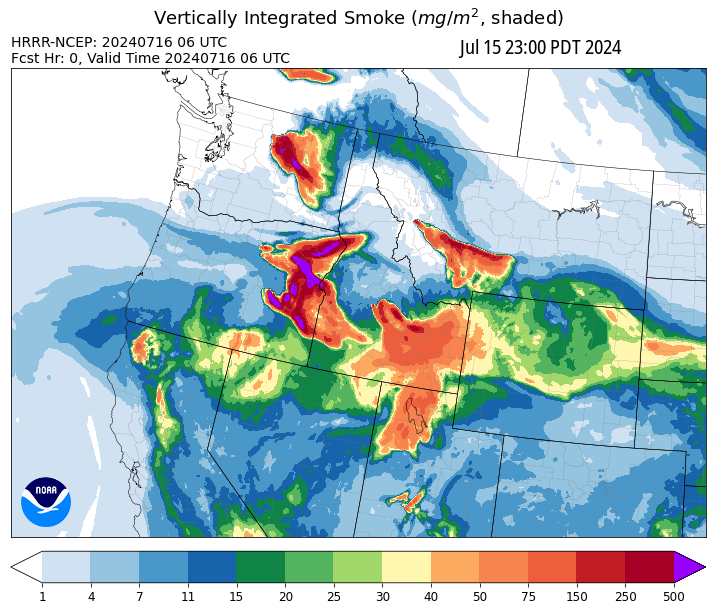 Vertically Integrated Smoke (mg/m², shaded)
HRRR-NCEP: 20240716 06 UTC
Jul 15 23:00 PDT 2024
Fcst Hr: 0, Valid Time 20240716 06 UTC
NOAA
1 4 7 11 15 20 25 30 40 50 75 150 250 500